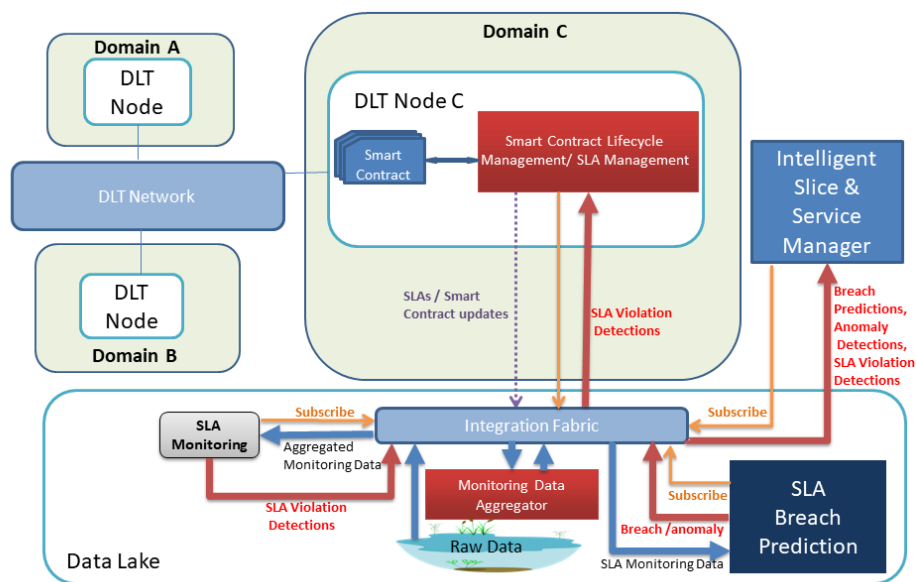 Domain A
DLT
Node
DLT Network
DLT
Node
Domain B
Domain C
DLT Node C
Smart
Contract
Smart Contract Lifecycle
Management/ SLA Management
Intelligent
Slice &
Service
Manager
SLAs / Smart
Contract updates
SLA Violation
Detections
Breach
Predictions,
Anomaly
Detections,
SLA Violation
Detections
SLA
Monitoring
Subscribe
Aggregated
Monitoring Data
SLA Violation
Detections
Integration Fabric
Subscribe
Monitoring Data
Aggregator
Raw Data
Subscribe
Breach /anomaly
SLA Monitoring Data
SLA
Breach
Prediction
Data Lake